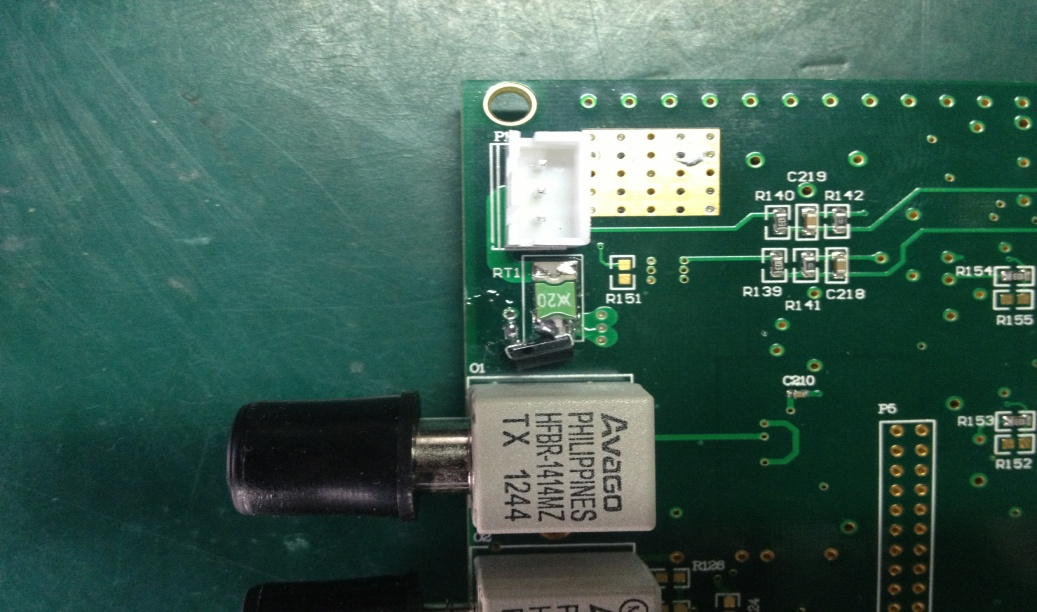 C219
R140
R142
RT1
R151
R139
R141
C218
R154
R155
X20
O1
C210
P6
R153
R152
AVAGO
PHILIPPINES
HFBR-1414MZ
TX 1244
O2
R126